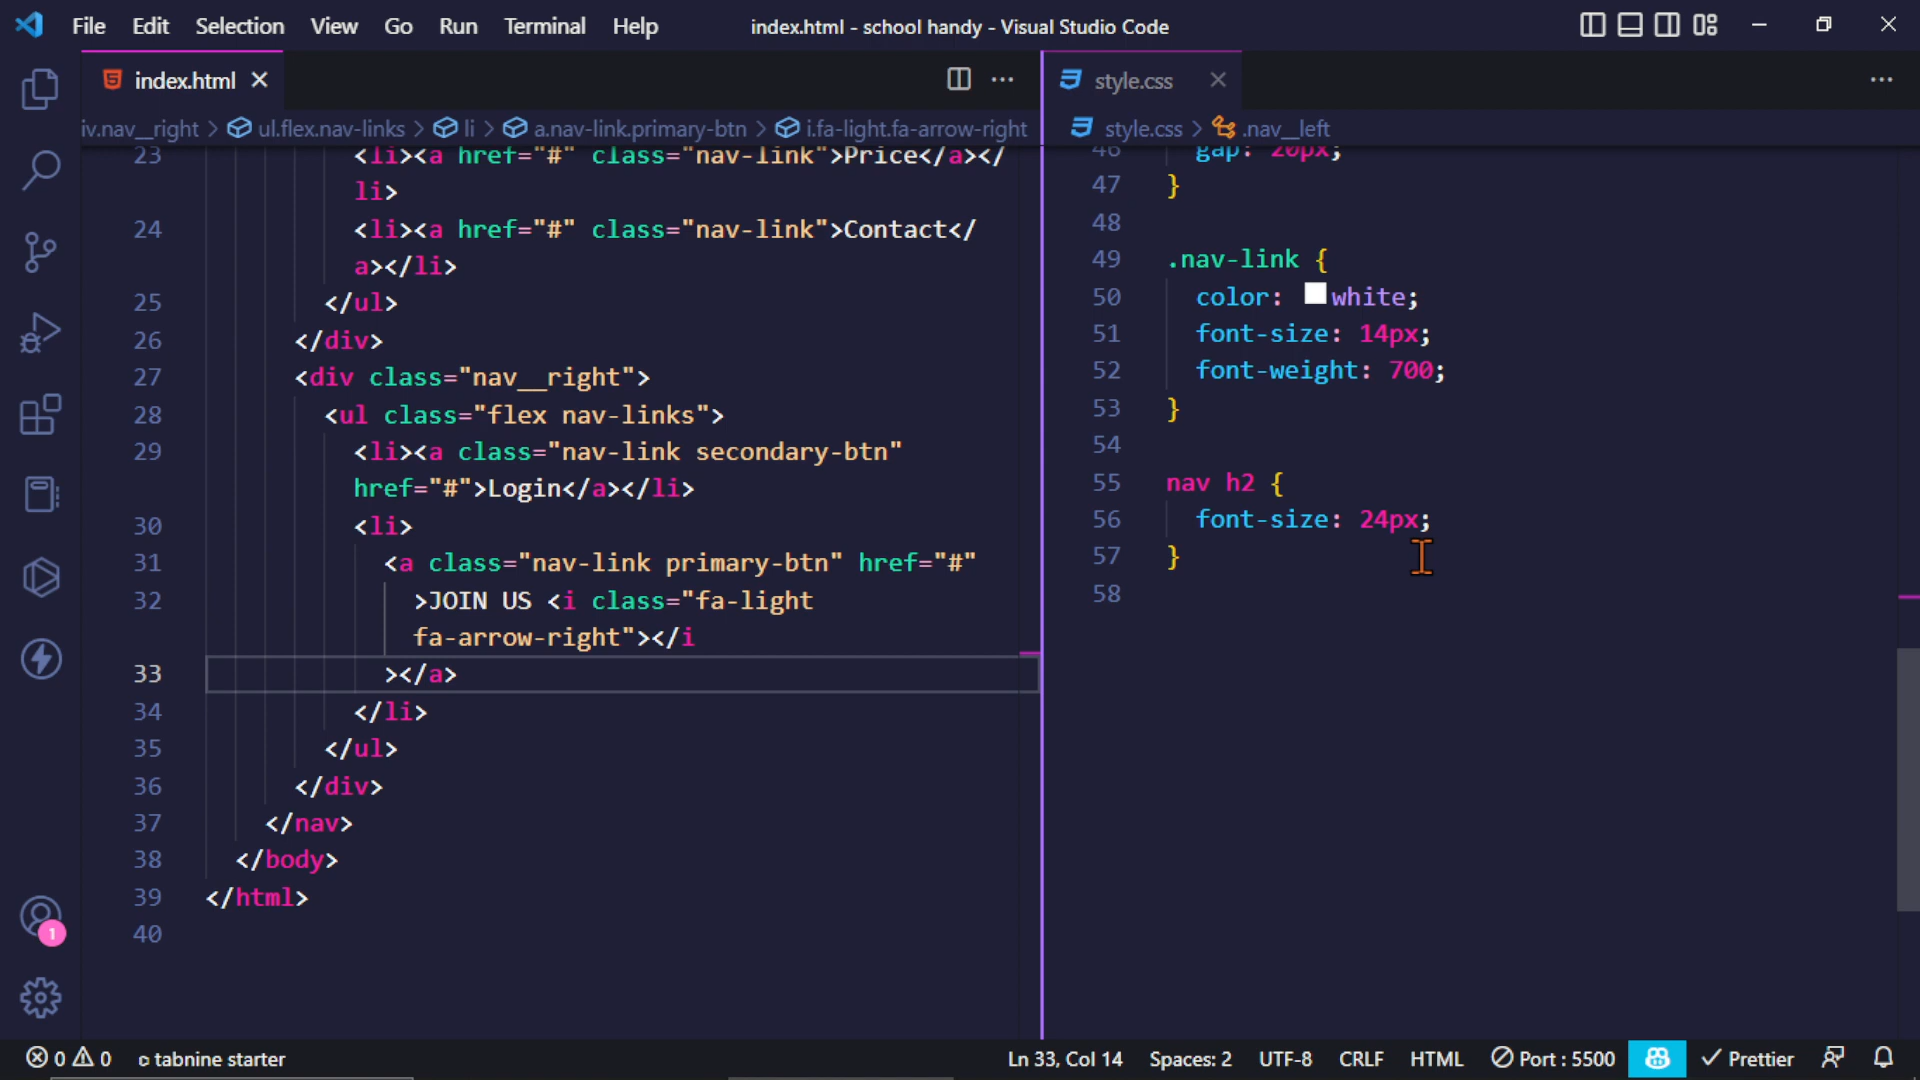 File Edit Selection View Go Run Terminal Help
index.html - school handy - Visual Studio Code
index.html
iv.nav__right > ul.flex.nav-links > li > a.nav-link.primary-btn > i.fa-light.fa-arrow-right
23 <li><a href="#" class="nav-link">Price</a></
li>
24 <li><a href="#" class="nav-link">Contact</
a></li>
25 </ul>
26 </div>
27 <div class="nav__right">
28 <ul class="flex nav-links">
29 <li><a class="nav-link secondary-btn"
href="#">Login</a></li>
30 <li>
31 <a class="nav-link primary-btn" href="#"
32 >JOIN US <i class="fa-light
fa-arrow-right"></i
33 ></a>
34 </li>
35 </ul>
36 </div>
37 </nav>
38 </body>
39 </html>
40
style.css
style.css > .nav__left
46 gap: 20px;
47 }
48
49 .nav-link {
50 color: white;
51 font-size: 14px;
52 font-weight: 700;
53 }
54
55 nav h2 {
56 font-size: 24px;
57 }
58
1
0 0 tabnine starter
Ln 33, Col 14 Spaces: 2 UTF-8 CRLF HTML Port : 5500 Prettier